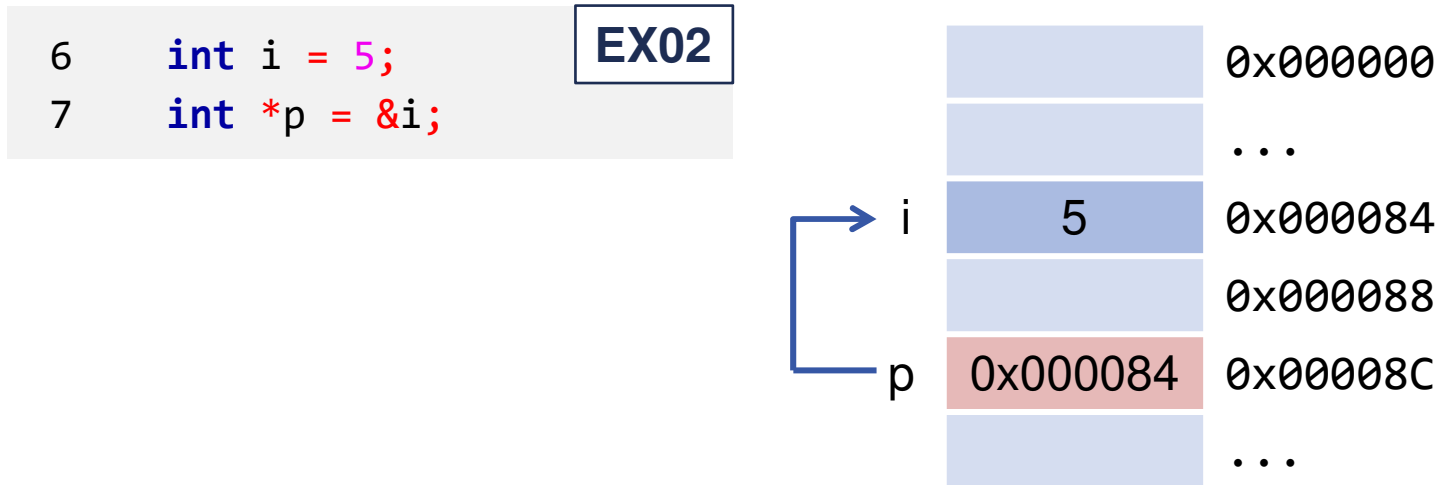 6 int i = 5;
7 int *p = &i;
EX02
0x000000
...
i 5 0x000084
0x000088
p 0x000084 0x00008C
...